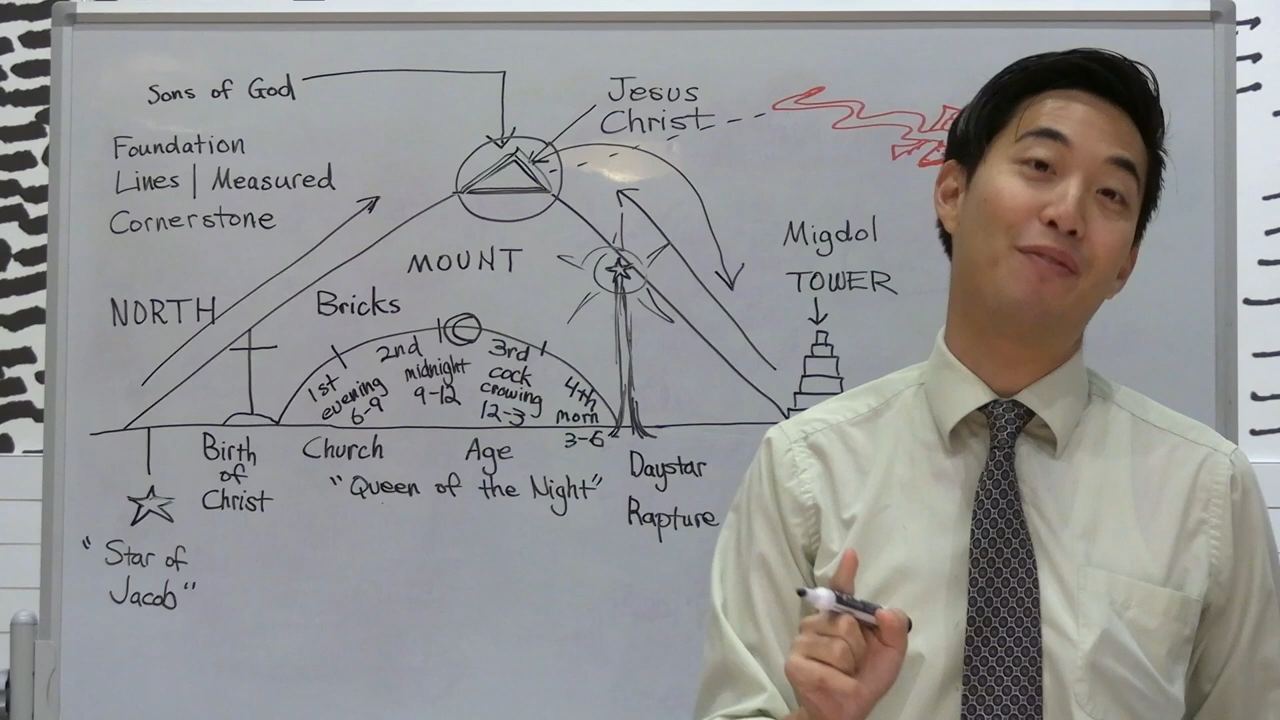 Sons of God
Jesus
Christ
Foundation
Lines | Measured
Cornerstone
Migdol
TOWER
MOUNT
NORTH
Bricks
1st
evening
6-9
2nd
midnight
9-12
3rd
cock
crowing
12-3
4th
morn
3-6
Birth
of
Christ
Church Age
"Queen of the Night"
Daystar
Rapture
"Star of
Jacob"